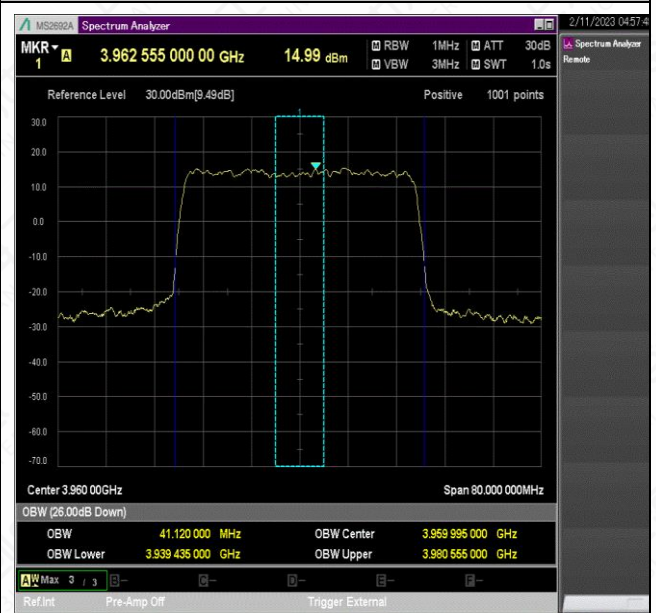 MS2692A Spectrum Analyzer
2/11/2023 04:57:4
MKR 1 A 3.962 555 000 00 GHz 14.99 dBm M RBW 1MHz M ATT 30dB
M VBW 3MHz M SWT 1.0s
Spectrum Analyzer
Remote
Reference Level 30.00dBm[9.49dB] Positive 1001 points
1
30.0
20.0
10.0
0.0
-10.0
-20.0
-30.0
-40.0
-50.0
-60.0
-70.0
Center 3.960 00GHz Span 80.000 000MHz
OBW (26.00dB Down)
OBW 41.120 000 MHz OBW Center 3.959 995 000 GHz
OBW Lower 3.939 435 000 GHz OBW Upper 3.980 555 000 GHz
A W Max 3 / 3 B- C- D- E- F-
Ref.Int Pre-Amp Off Trigger External